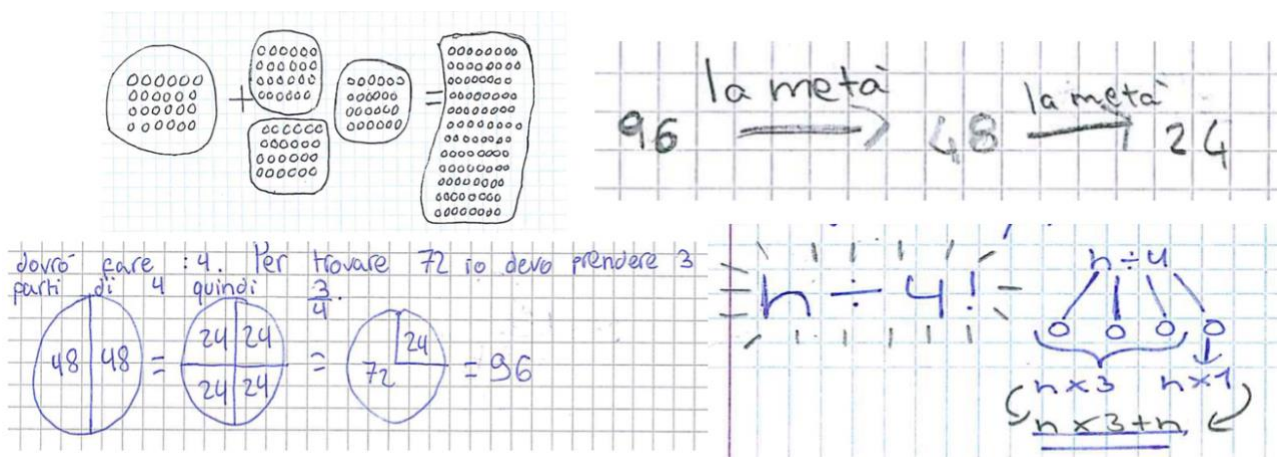 + =
la metà la metà
96 48 24
dovrò fare :4. Per trovare 72 io devo prendere 3
parti di 4 quindi 3/4.
48 48 = 24 24 24 24 = 72 24 = 96
n ÷ 4!
n ÷ 4
n × 3 n × 1
n × 3 + n